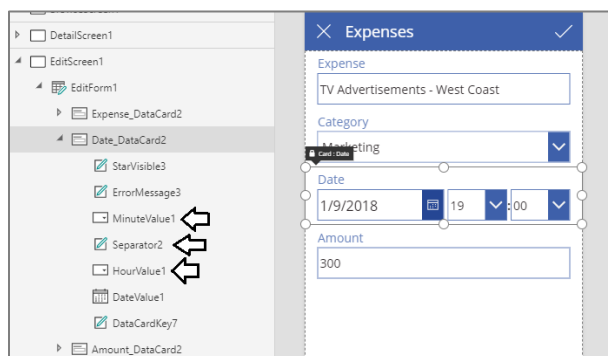 DetailScreen1
EditScreen1
EditForm1
Expense_DataCard2
Date_DataCard2
StarVisible3
ErrorMessage3
MinuteValue1
Separator2
HourValue1
DateValue1
DataCardKey7
Amount_DataCard2
Expenses
Expense
TV Advertisements - West Coast
Category
Card : Date
Marketing
Date
1/9/2018 19 : 00
Amount
300